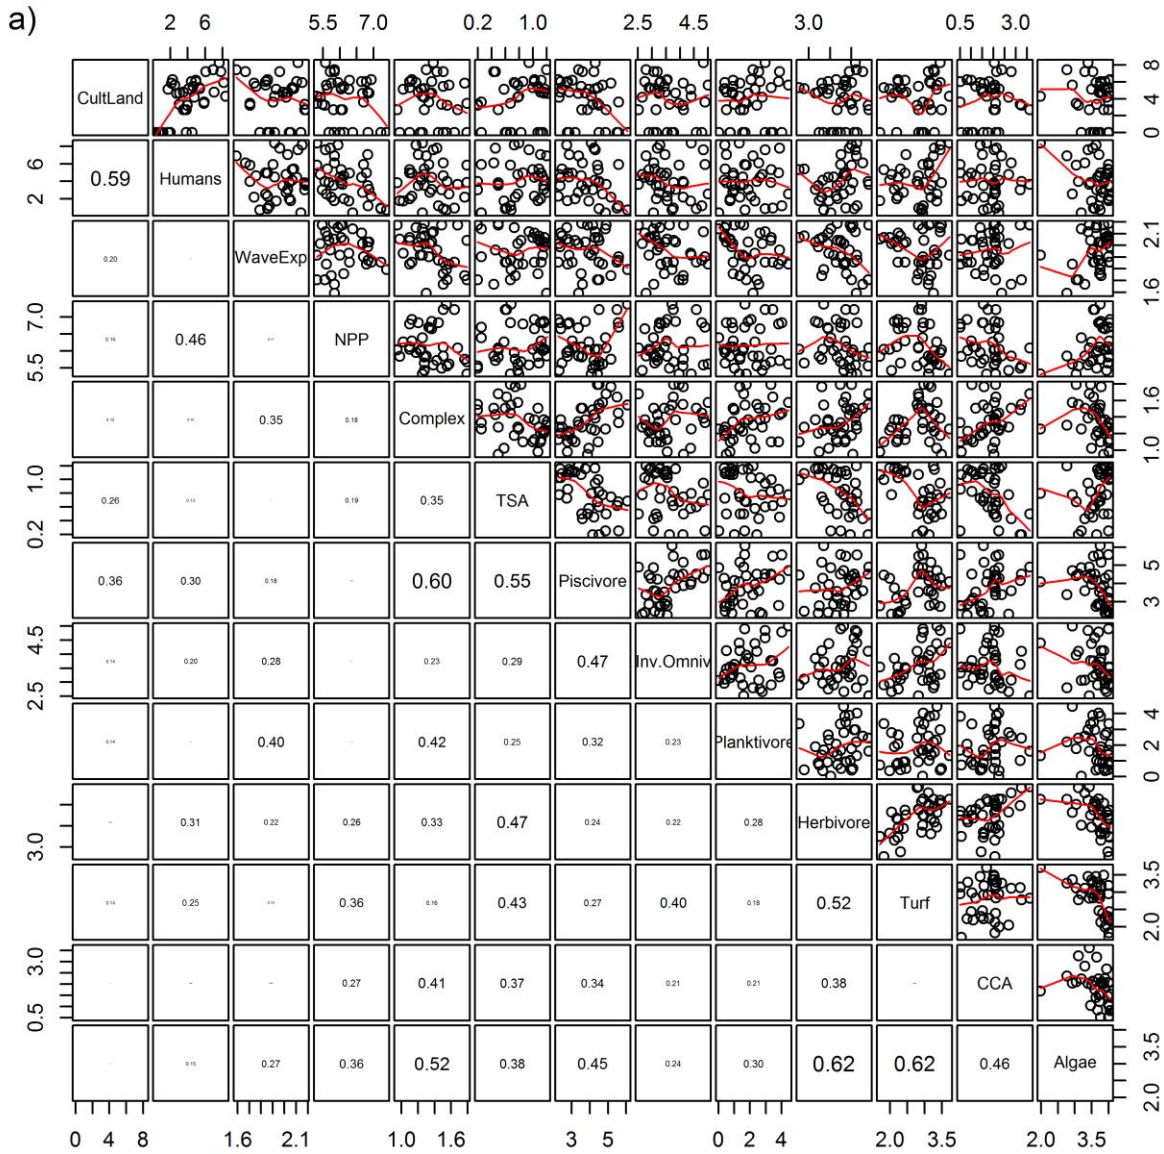 a)
2 6 5.5 7.0 0.2 1.0 2.5 4.5 3.0 0.5 3.0
CultLand 0 4 8
0.59 Humans 2 6
0.20 WaveExp 1.6 2.1
5.5 7.0 0.46 NPP
0.35 0.18 Complex 1.0 1.6
0.2 1.0 0.26 0.13 0.19 0.35 TSA
0.36 0.30 0.18 0.60 0.55 Piscivore 3 5
2.5 4.5 0.14 0.20 0.28 0.23 0.29 0.47 Inv.Omniv
0.14 0.40 0.42 0.25 0.32 0.23 Planktivore 0 2 4
3.0 0.31 0.22 0.26 0.33 0.47 0.24 0.22 0.28 Herbivore
0.14 0.25 0.36 0.16 0.43 0.27 0.40 0.18 0.52 Turf 2.0 3.5
0.5 3.0 0.27 0.41 0.37 0.34 0.21 0.21 0.38 CCA
0.15 0.27 0.36 0.52 0.38 0.45 0.24 0.30 0.62 0.62 0.46 Algae 2.0 3.5
0 4 8 1.6 2.1 1.0 1.6 3 5 0 2 4 2.0 3.5 2.0 3.5